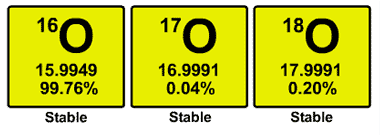 16O 17O 18O
15.9949 16.9991 17.9991
99.76% 0.04% 0.20%
Stable Stable Stable